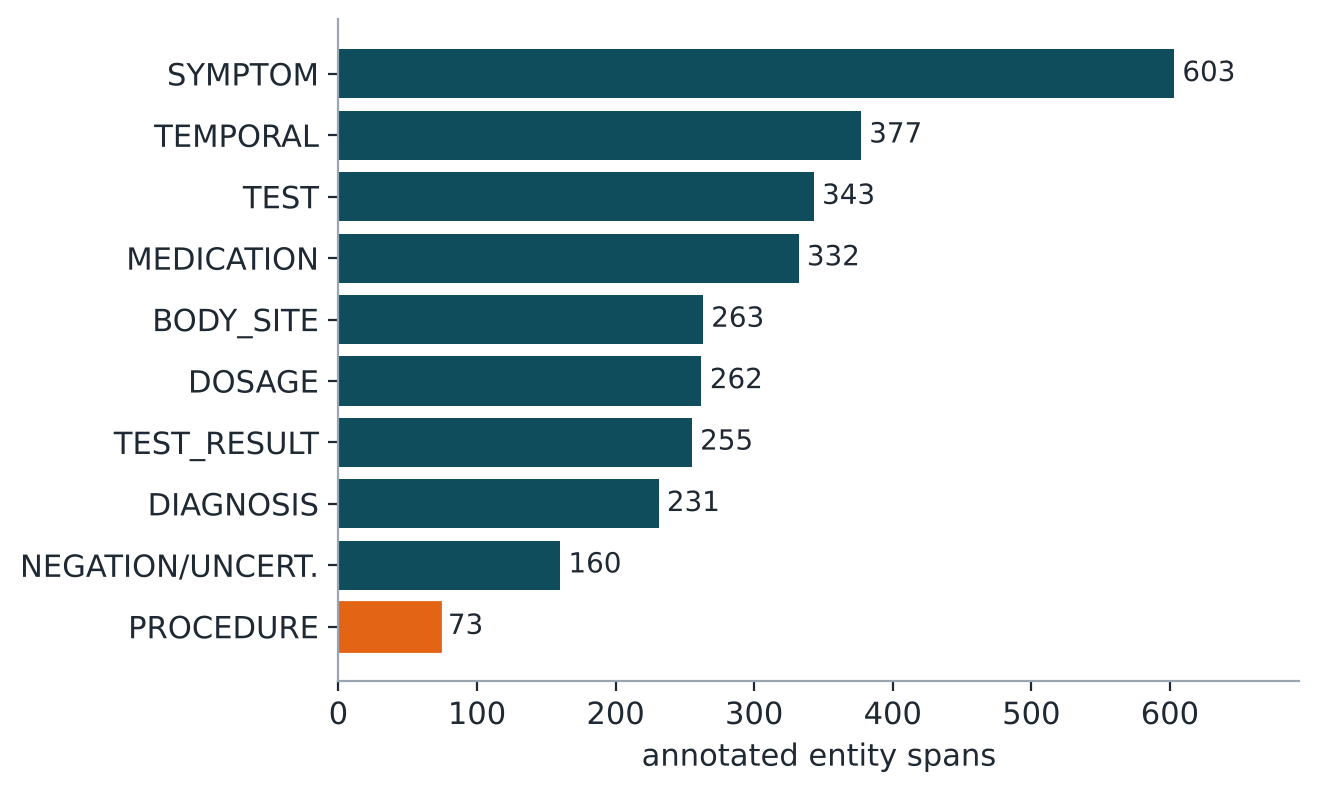 SYMPTOM 603
TEMPORAL 377
TEST 343
MEDICATION 332
BODY_SITE 263
DOSAGE 262
TEST_RESULT 255
DIAGNOSIS 231
NEGATION/UNCERT. 160
PROCEDURE 73
0 100 200 300 400 500 600
annotated entity spans